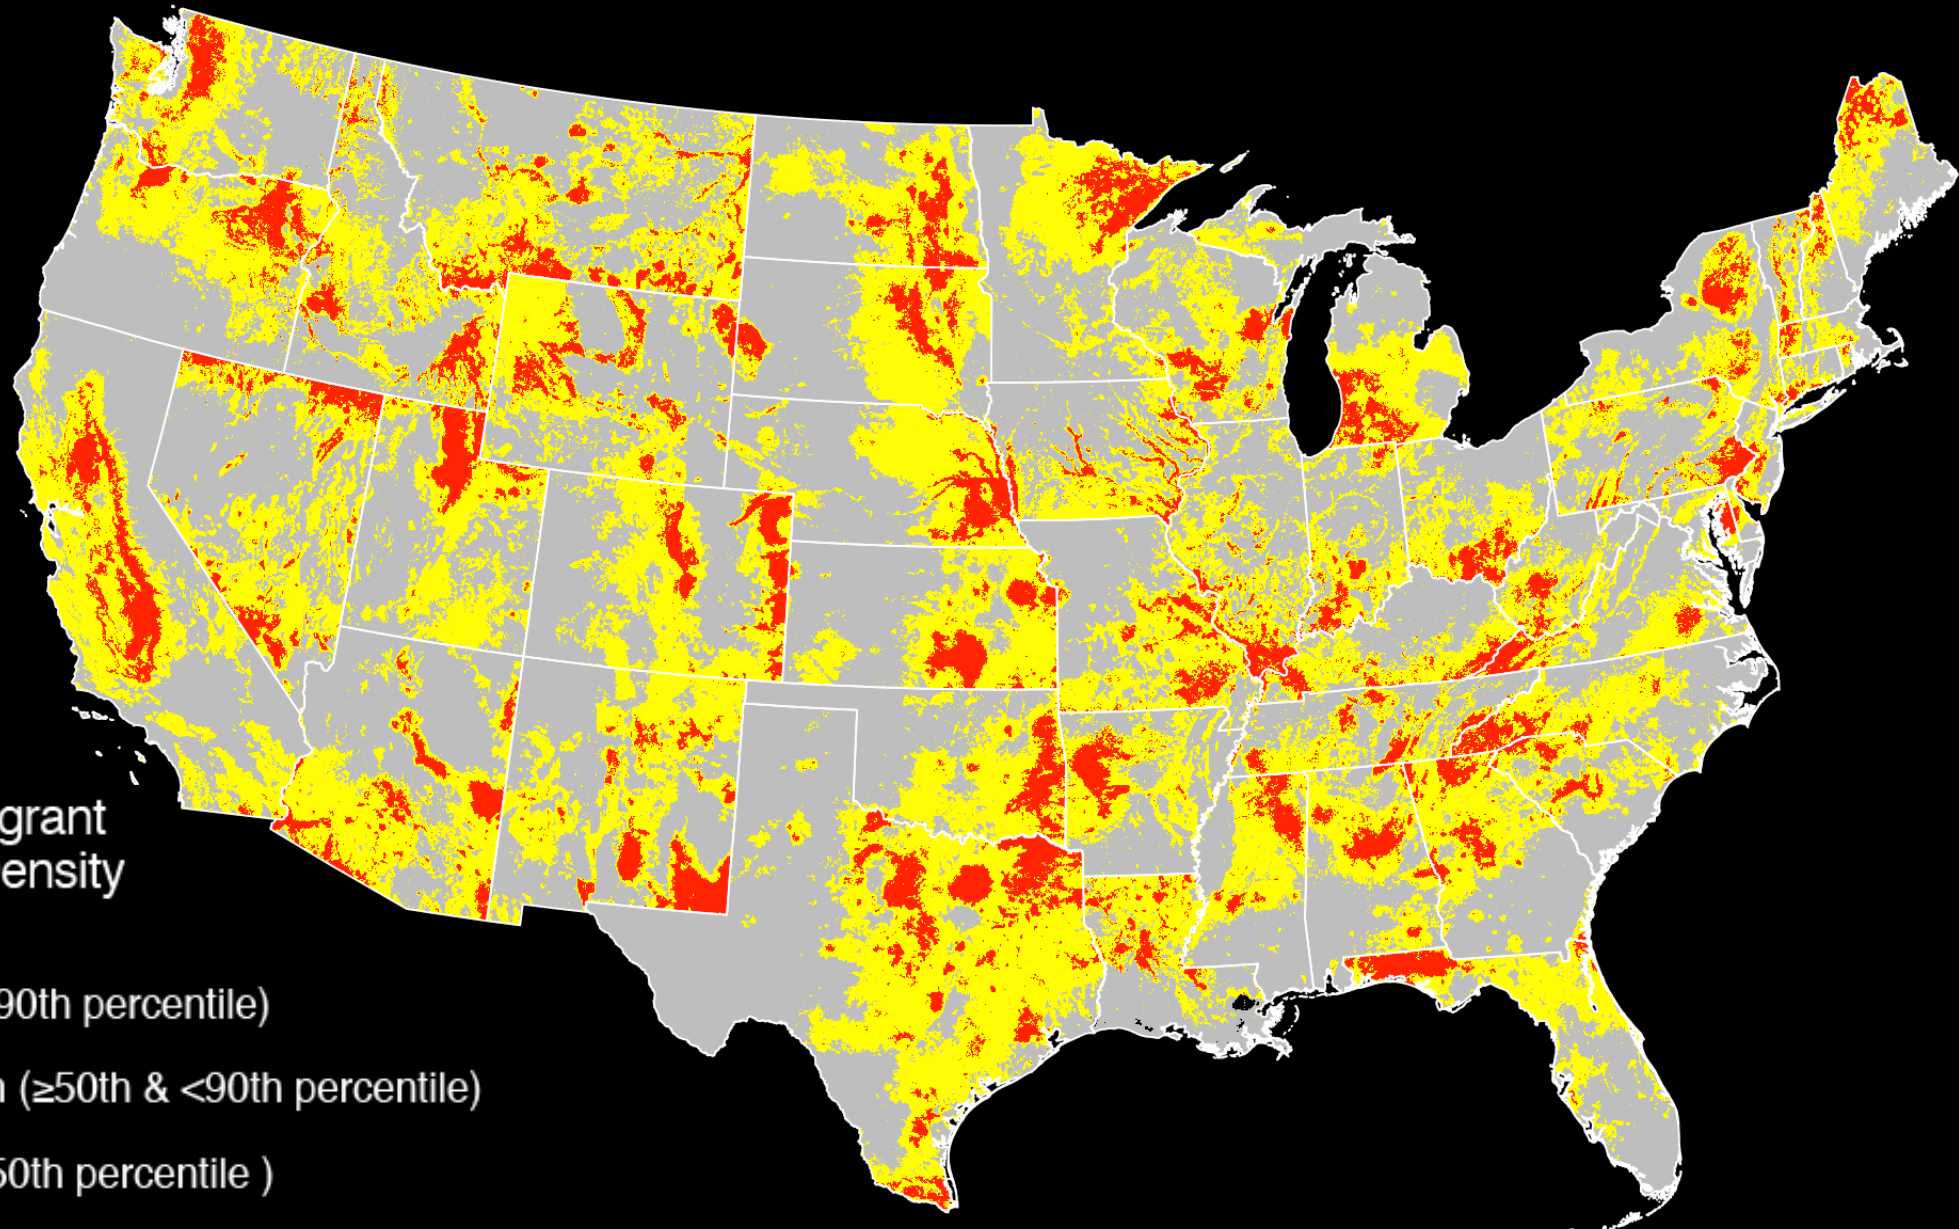 grant
ensity
90th percentile)
(≥50th & <90th percentile)
50th percentile )